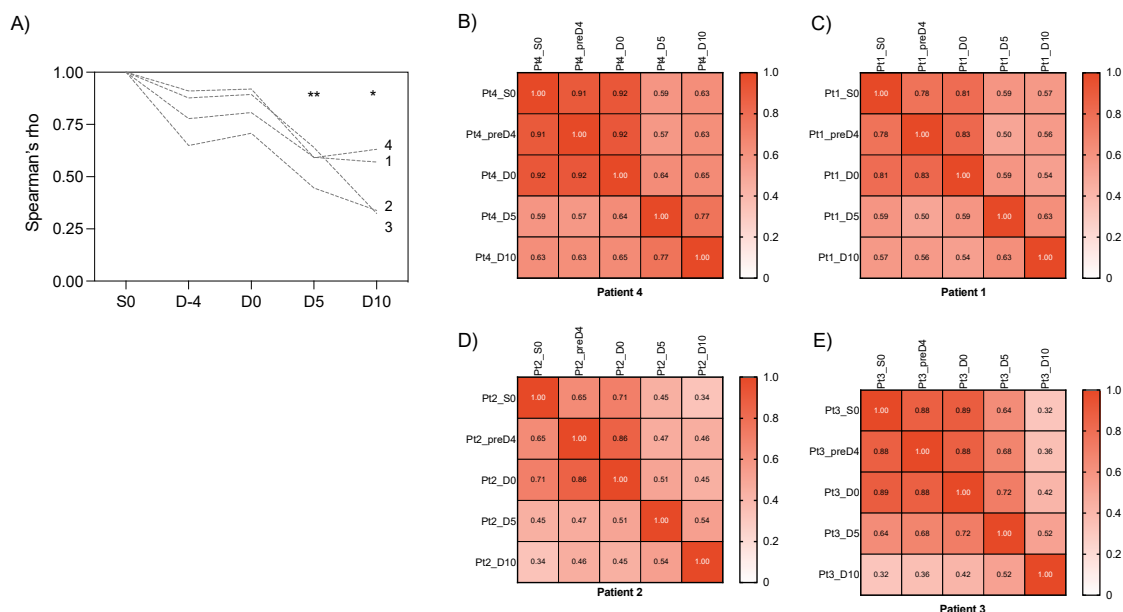 A)
Spearman's rho
1.00
0.75
0.50
0.25
0.00
** *
4
1
2
3
S0 D-4 D0 D5 D10
B)
Pt4_S0 Pt4_preD4 Pt4_D0 Pt4_D5 Pt4_D10
Pt4_S0 1.00 0.91 0.92 0.59 0.63
Pt4_preD4 0.91 1.00 0.92 0.57 0.63
Pt4_D0 0.92 0.92 1.00 0.64 0.65
Pt4_D5 0.59 0.57 0.64 1.00 0.77
Pt4_D10 0.63 0.63 0.65 0.77 1.00
1.0
0.8
0.6
0.4
0.2
0
Patient 4
C)
Pt1_S0 Pt1_preD4 Pt1_D0 Pt1_D5 Pt1_D10
Pt1_S0 1.00 0.78 0.81 0.59 0.57
Pt1_preD4 0.78 1.00 0.83 0.50 0.56
Pt1_D0 0.81 0.83 1.00 0.59 0.54
Pt1_D5 0.59 0.50 0.59 1.00 0.63
Pt1_D10 0.57 0.56 0.54 0.63 1.00
1.0
0.8
0.6
0.4
0.2
0
Patient 1
D)
Pt2_S0 Pt2_preD4 Pt2_D0 Pt2_D5 Pt2_D10
Pt2_S0 1.00 0.65 0.71 0.45 0.34
Pt2_preD4 0.65 1.00 0.86 0.47 0.46
Pt2_D0 0.71 0.86 1.00 0.51 0.45
Pt2_D5 0.45 0.47 0.51 1.00 0.54
Pt2_D10 0.34 0.46 0.45 0.54 1.00
1.0
0.8
0.6
0.4
0.2
0
Patient 2
E)
Pt3_S0 Pt3_preD4 Pt3_D0 Pt3_D5 Pt3_D10
Pt3_S0 1.00 0.88 0.89 0.64 0.32
Pt3_preD4 0.88 1.00 0.88 0.68 0.36
Pt3_D0 0.89 0.88 1.00 0.72 0.42
Pt3_D5 0.64 0.68 0.72 1.00 0.52
Pt3_D10 0.32 0.36 0.42 0.52 1.00
1.0
0.8
0.6
0.4
0.2
0
Patient 3